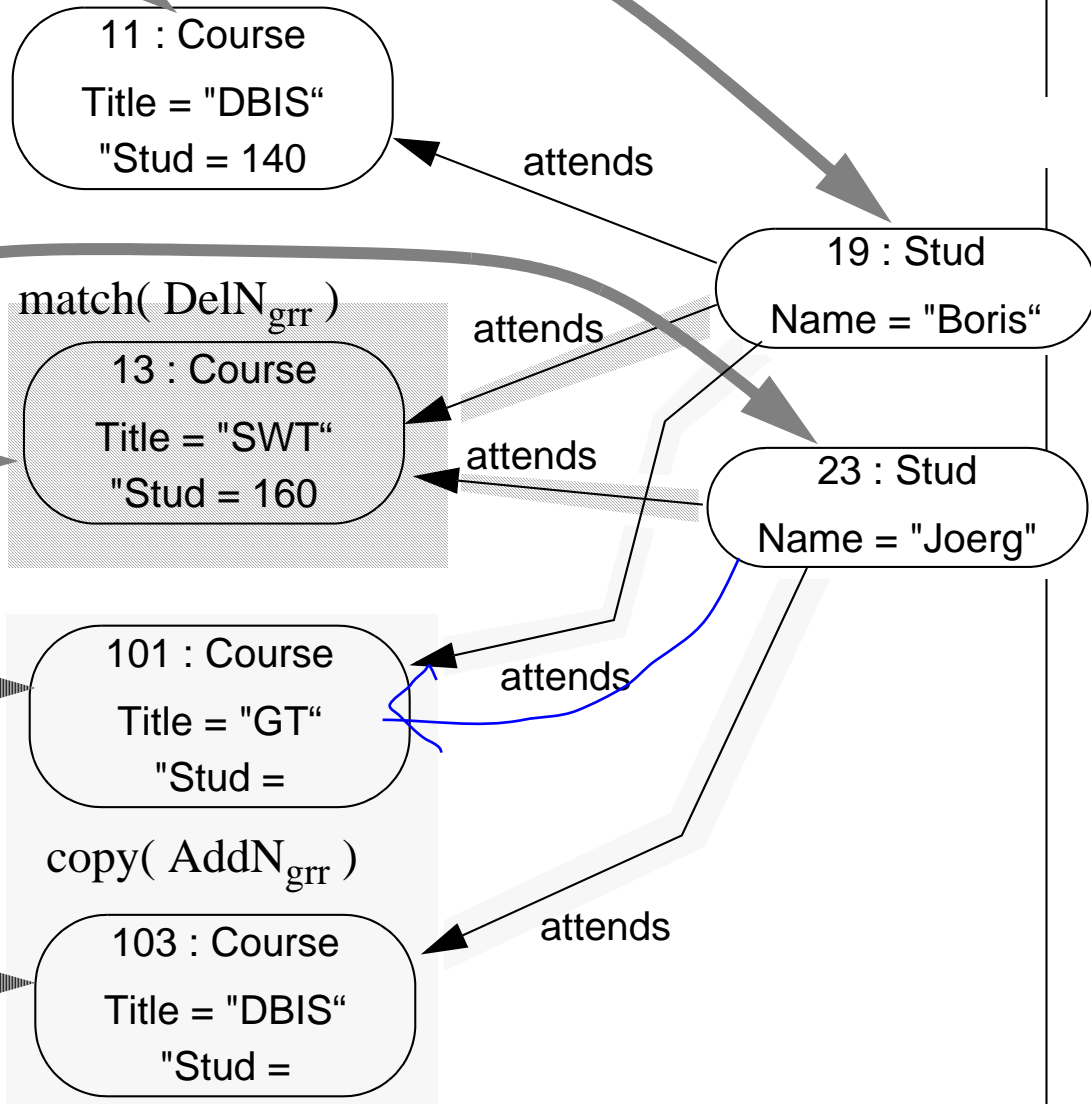 11 : Course
Title = "DBIS“
"Stud = 140
attends
19 : Stud
Name = "Boris“
match( DelNgrr )
attends
13 : Course
Title = "SWT“
"Stud = 160
attends
23 : Stud
Name = "Joerg"
101 : Course
Title = "GT“
"Stud =
attends
copy( AddNgrr )
103 : Course
Title = "DBIS“
"Stud =
attends